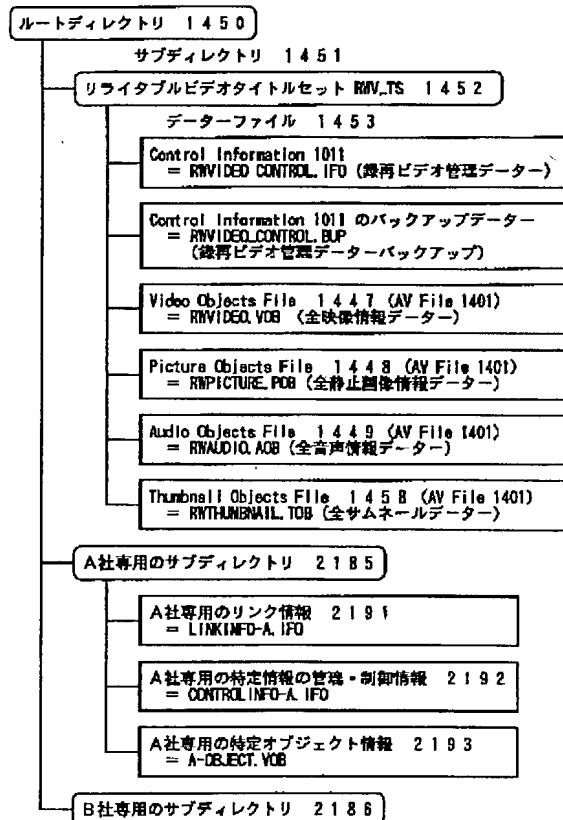 ルートディレクトリ 1450
サブディレクトリ 1451
リライタブルビデオタイトルセット RWV_TS 1452
データーファイル 1453
Control Information 1011
= RWVIDEO CONTROL.IFO (録再ビデオ管理データー)
Control Information 1011 のバックアップデーター
= RWVIDEO_CONTROL.BUP
(録再ビデオ管理データーバックアップ)
Video Objects File 1447 (AV File 1401)
= RWVIDEO.VOB (全映像情報データー)
Picture Objects File 1448 (AV File 1401)
= RWPICTURE.POB (全静止画像情報データー)
Audio Objects File 1449 (AV File 1401)
= RWAUDIO.AOB (全音声情報データー)
Thumbnail Objects File 1458 (AV File 1401)
= RWTHUMBNAIL.TOB (全サムネールデーター)
A社専用のサブディレクトリ 2185
A社専用のリンク情報 2191
= LINKINFO-A.IFO
A社専用の特定情報の管理・制御情報 2192
= CONTROLINFO-A.IFO
A社専用の特定オブジェクト情報 2193
= A-OBJECT.VOB
B社専用のサブディレクトリ 2186